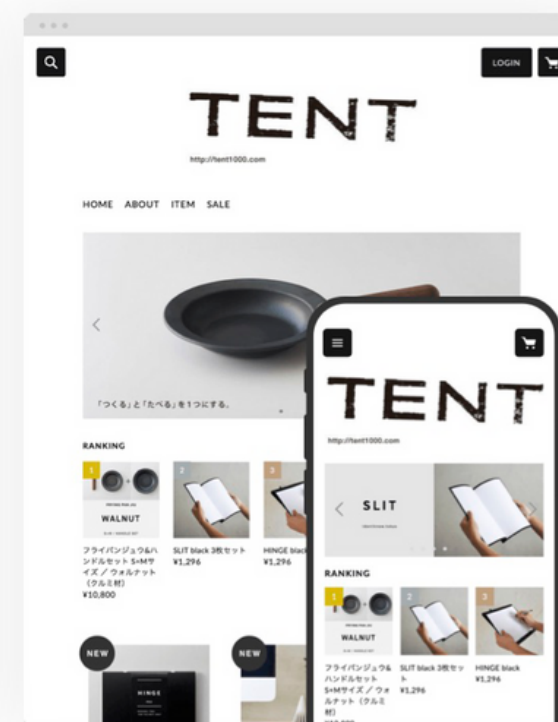 LOGIN
TENT
http://tent1000.com
HOME ABOUT ITEM SALE
「つくる」と「たべる」を1つにする。
RANKING
1
WALNUT
フライパンジュウ&ハ
ンドルセット S×Mサ
イズ / ウォルナット
(クルミ材)
¥10,800
2
SLIT black 3枚セット
¥1,296
3
HINGE black
¥1,296
NEW
HINGE
NEW
TENT
http://tent1000.com
SLIT
RANKING
1
WALNUT
フライパンジュウ&
ハンドルセット
S×Mサイズ / ウォ
ルナット(クルミ
材)
2
SLIT black 3枚セッ
ト
¥1,296
3
HINGE black
¥1,296